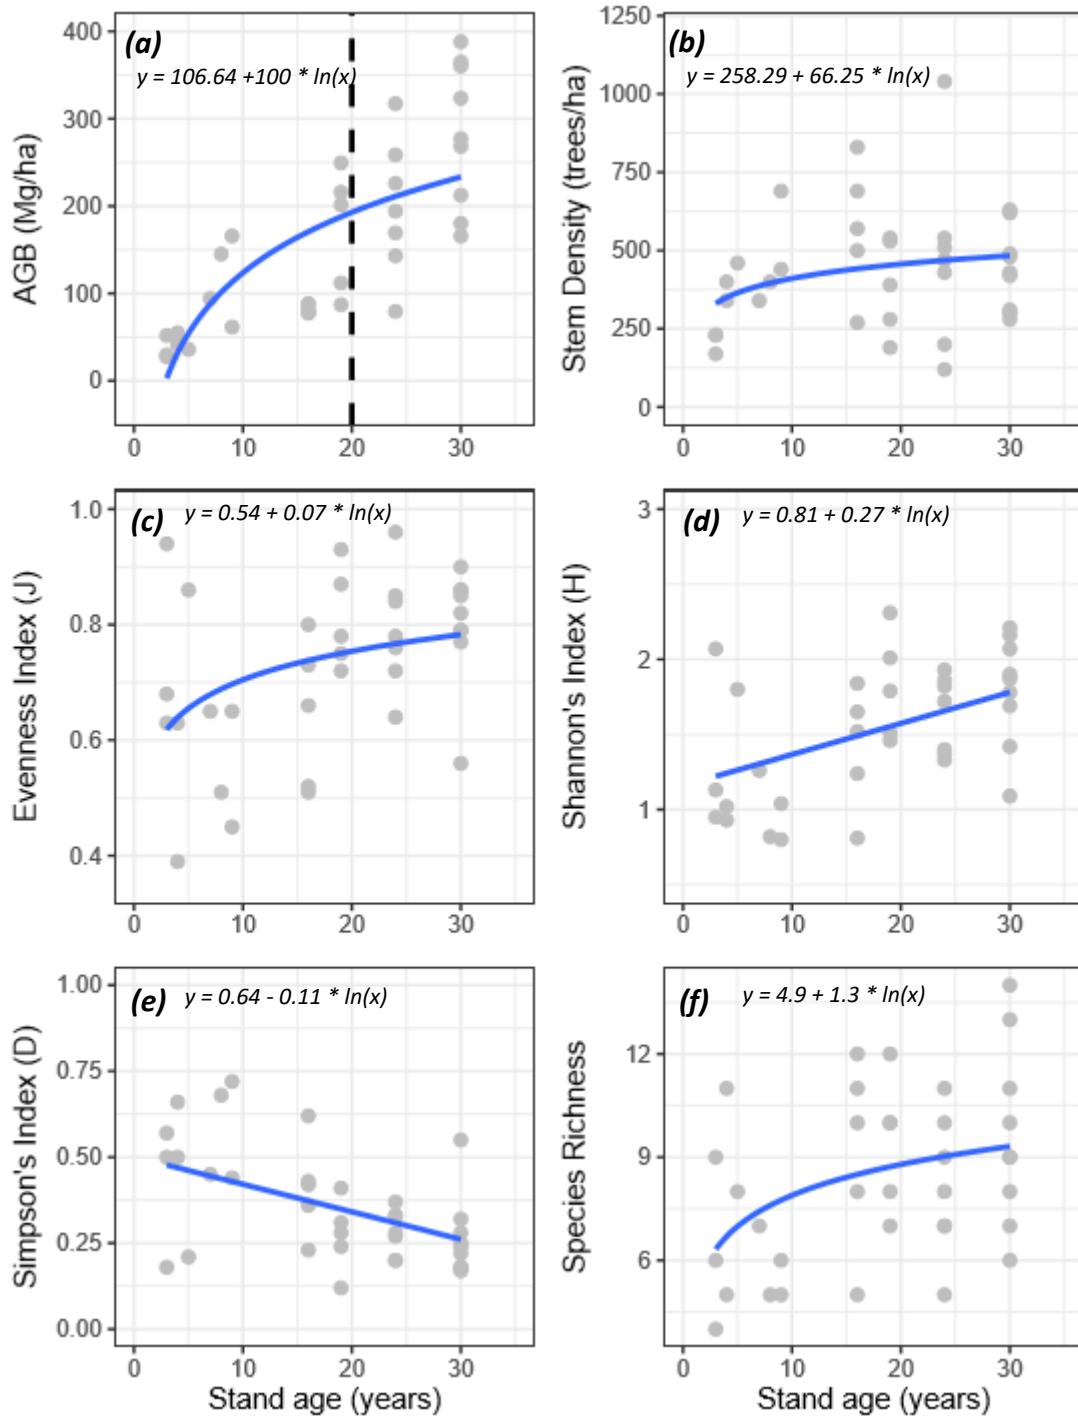 (a)
y = 106.64 +100 * ln(x)
AGB (Mg/ha)
400
300
200
100
0
0 10 20 30
(b)
y = 258.29 + 66.25 * ln(x)
Stem Density (trees/ha)
1250
1000
750
500
250
0
0 10 20 30
(c)
y = 0.54 + 0.07 * ln(x)
Evenness Index (J)
1.0
0.8
0.6
0.4
0 10 20 30
(d)
y = 0.81 + 0.27 * ln(x)
Shannon's Index (H)
3
2
1
0 10 20 30
(e)
y = 0.64 - 0.11 * ln(x)
Simpson's Index (D)
1.00
0.75
0.50
0.25
0.00
0 10 20 30
Stand age (years)
(f)
y = 4.9 + 1.3 * ln(x)
Species Richness
12
9
6
0 10 20 30
Stand age (years)